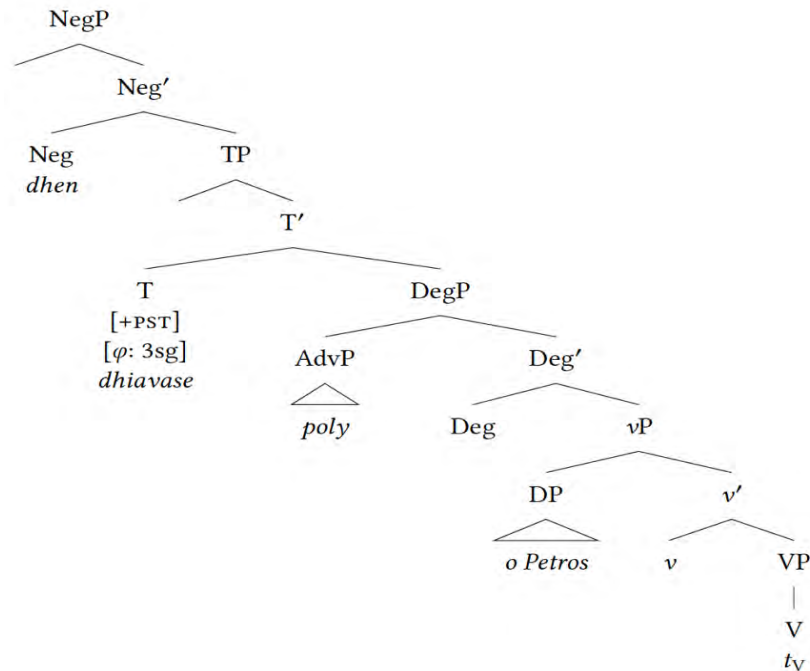 NegP
Neg′
Neg TP
dhen
T′
T DegP
[+PST]
[φ: 3sg] AdvP Deg′
dhiavase
poly Deg vP
DP v′
o Petros v VP
V
tV